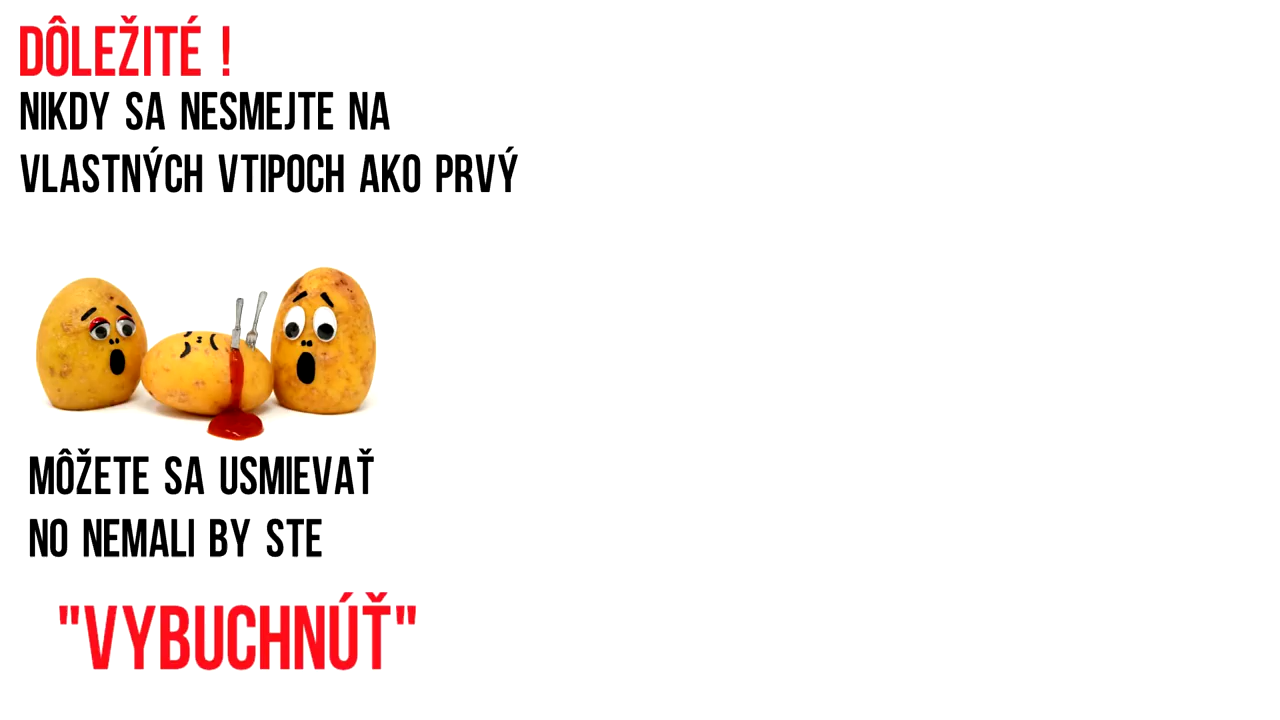 DÔLEŽITÉ !
NIKDY SA NESMEJTE NA
VLASTNÝCH VTIPOCH AKO PRVÝ
MÔŽETE SA USMIEVAŤ
NO NEMALI BY STE
"VYBUCHNÚŤ"